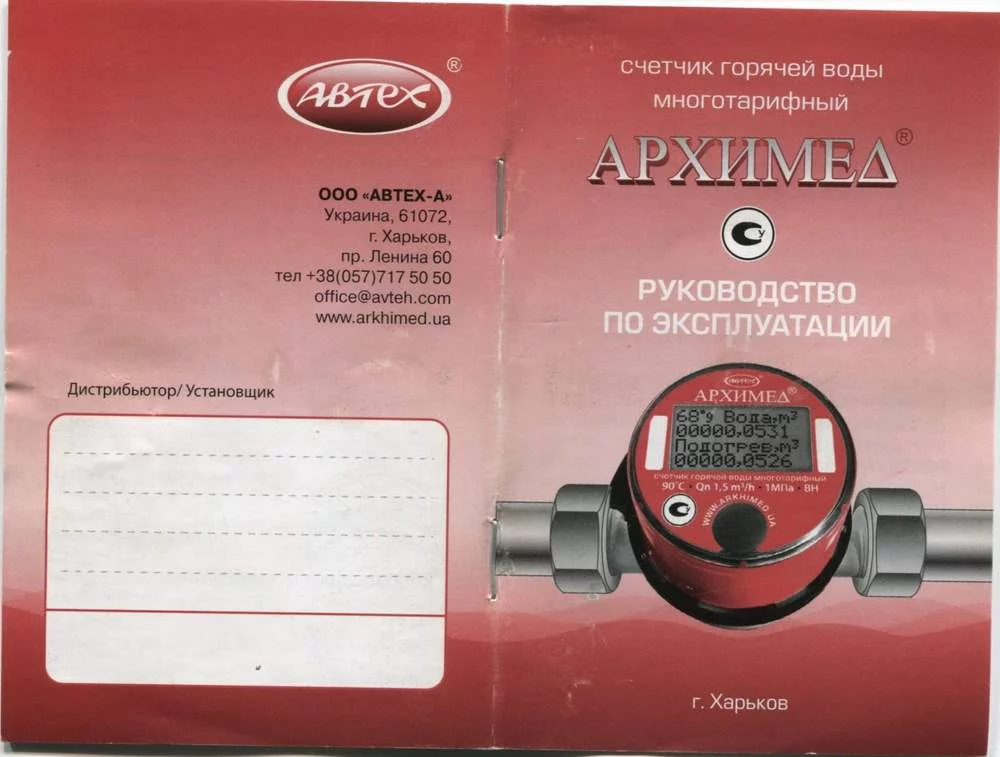 АВТЕХ ®
ООО «АВТЕХ-А»
Украина, 61072,
г. Харьков,
пр. Ленина 60
тел +38(057)717 50 50
office@avteh.com
www.arkhimed.ua
Дистрибьютор/ Установщик
счетчик горячей воды
многотарифный
АРХИМЕД ®
У
РУКОВОДСТВО
ПО ЭКСПЛУАТАЦИИ
АВТЕХ
АРХИМЕД ®
68°9 Вода,м³
00000,0531
Подогрев,м³
00000,0526
счетчик горячей воды многотарифный
90°С · Qn 1,5 m³/h · 1МПа · ВН
WWW.ARKHIMED.UA
г. Харьков